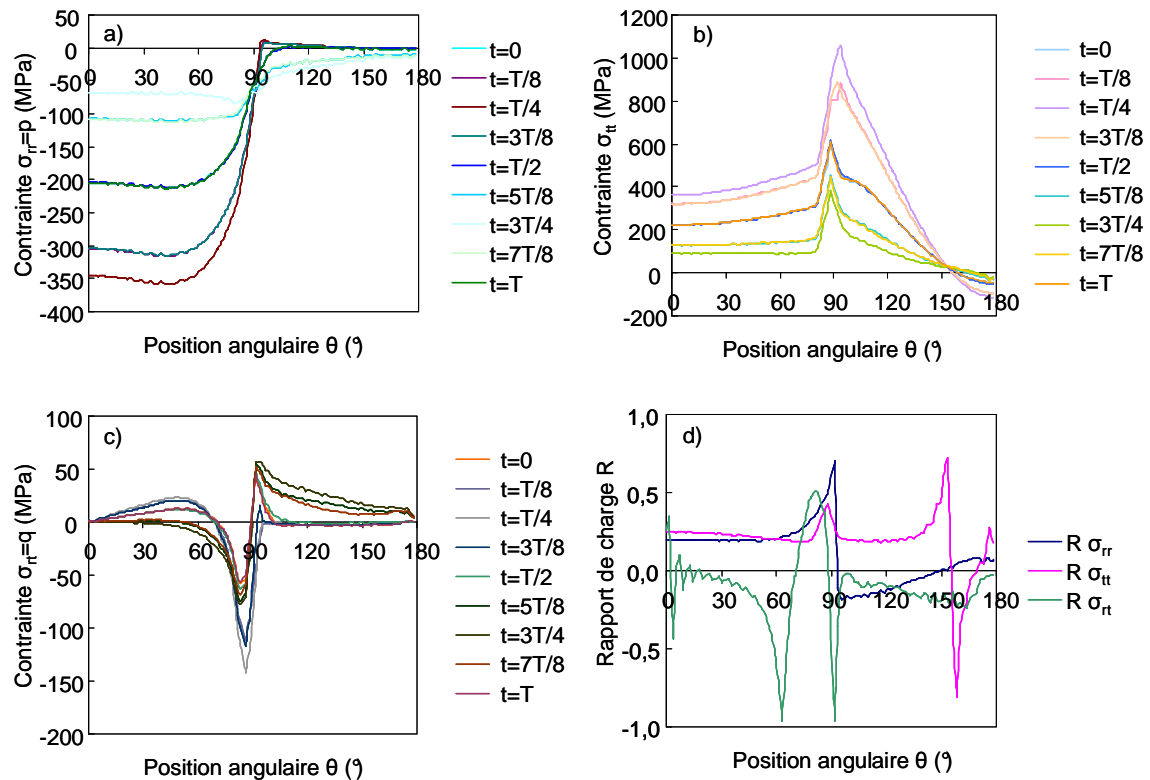 a)
Contrainte σrr=p (MPa)
50
0
-50
-100
-150
-200
-250
-300
-350
-400
0 30 60 90 120 150 180
Position angulaire θ (°)
t=0
t=T/8
t=T/4
t=3T/8
t=T/2
t=5T/8
t=3T/4
t=7T/8
t=T
b)
Contrainte σtt (MPa)
1200
1000
800
600
400
200
0
-200
0 30 60 90 120 150 180
Position angulaire θ (°)
t=0
t=T/8
t=T/4
t=3T/8
t=T/2
t=5T/8
t=3T/4
t=7T/8
t=T
c)
Contrainte σrt=q (MPa)
100
50
0
-50
-100
-150
-200
0 30 60 90 120 150 180
Position angulaire θ (°)
t=0
t=T/8
t=T/4
t=3T/8
t=T/2
t=5T/8
t=3T/4
t=7T/8
t=T
d)
Rapport de charge R
1,0
0,5
0,0
-0,5
-1,0
0 30 60 90 120 150 180
Position angulaire θ (°)
R σrr
R σtt
R σrt